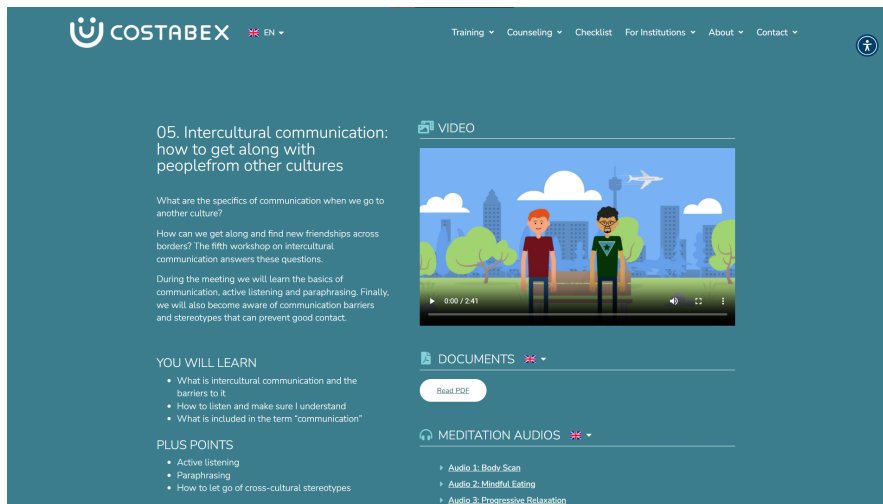 COSTABEX
EN
Training
Counseling
Checklist
For Institutions
About
Contact
05. Intercultural communication:
how to get along with
peoplefrom other cultures
What are the specifics of communication when we go to
another culture?
How can we get along and find new friendships across
borders? The fifth workshop on intercultural
communication answers these questions.
During the meeting we will learn the basics of
communication, active listening and paraphrasing. Finally,
we will also become aware of communication barriers
and stereotypes that can prevent good contact.
YOU WILL LEARN
• What is intercultural communication and the
barriers to it
• How to listen and make sure I understand
• What is included in the term “communication”
PLUS POINTS
• Active listening
• Paraphrasing
• How to let go of cross-cultural stereotypes
VIDEO
0:00 / 2:41
DOCUMENTS
Read PDF
MEDITATION AUDIOS
Audio 1: Body Scan
Audio 2: Mindful Eating
Audio 3: Progressive Relaxation